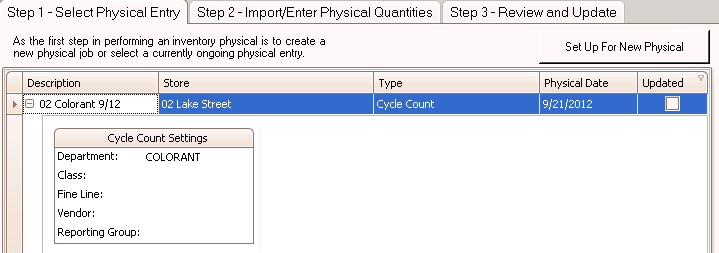 Step 1 - Select Physical Entry Step 2 - Import/Enter Physical Quantities Step 3 - Review and Update
As the first step in performing an inventory physical is to create a
new physical job or select a currently ongoing physical entry.
Set Up For New Physical
Description Store Type Physical Date Updated
02 Colorant 9/12 02 Lake Street Cycle Count 9/21/2012
Cycle Count Settings
Department: COLORANT
Class:
Fine Line:
Vendor:
Reporting Group: